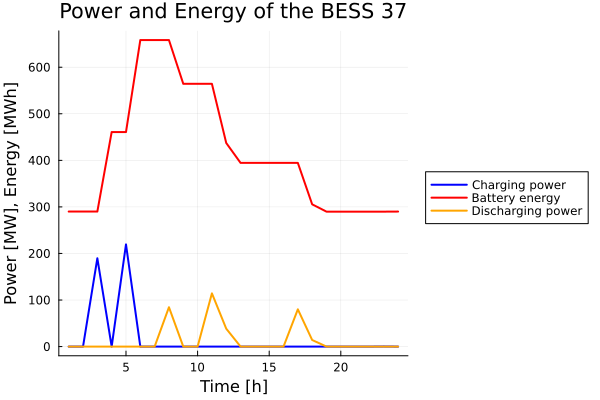 Power and Energy of the BESS 37
Power [MW], Energy [MWh]
600
500
400
300
200
100
0
5
10
15
20
Time [h]
Charging power
Battery energy
Discharging power